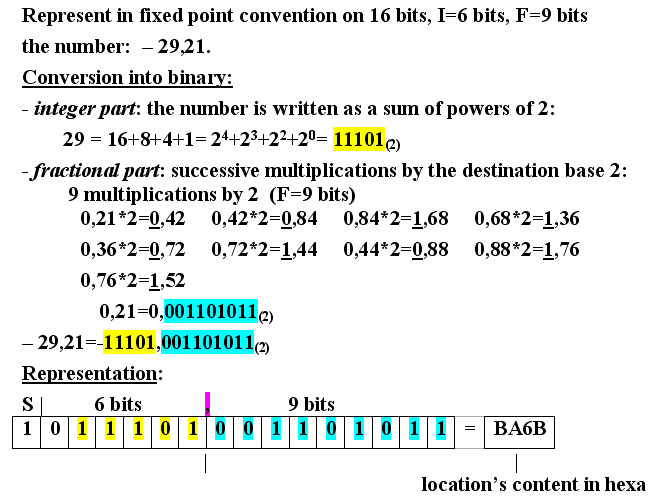 Represent in fixed point convention on 16 bits, I=6 bits, F=9 bits
the number: – 29,21.
Conversion into binary:
- integer part: the number is written as a sum of powers of 2:
29 = 16+8+4+1= 2⁴+2³+2²+2⁰= 11101(2)
- fractional part: successive multiplications by the destination base 2:
9 multiplications by 2 (F=9 bits)
0,21*2=0,42 0,42*2=0,84 0,84*2=1,68 0,68*2=1,36
0,36*2=0,72 0,72*2=1,44 0,44*2=0,88 0,88*2=1,76
0,76*2=1,52
0,21=0,001101011(2)
– 29,21=-11101,001101011(2)
Representation:
S 6 bits , 9 bits
1 0 1 1 1 0 1 0 0 1 1 0 1 0 1 1 = BA6B
location's content in hexa